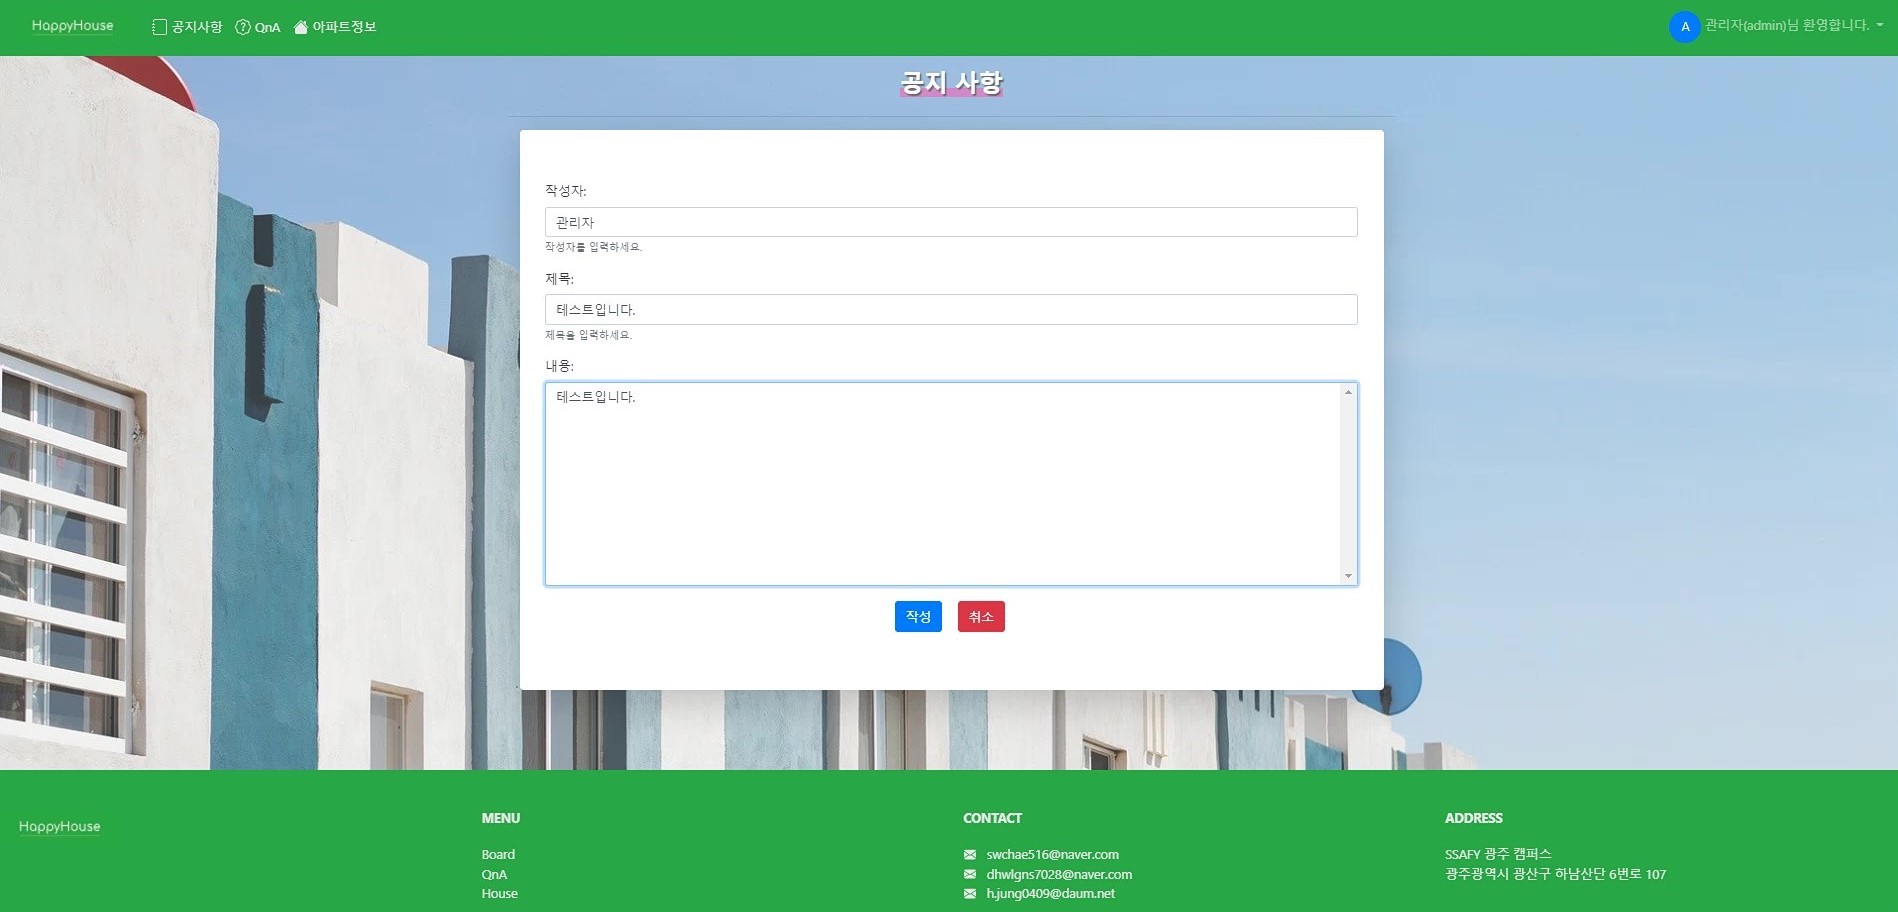 HappyHouse
공지사항
QnA
아파트정보
A
관리자(admin)님 환영합니다.
공지 사항
작성자:
관리자
작성자를 입력하세요.
제목:
테스트입니다.
제목을 입력하세요.
내용:
테스트입니다.
작성
취소
HappyHouse
MENU
Board
QnA
House
CONTACT
swchae516@naver.com
dhwlgns7028@naver.com
h.jung0409@daum.net
ADDRESS
SSAFY 광주 캠퍼스
광주광역시 광산구 하남산단 6번로 107